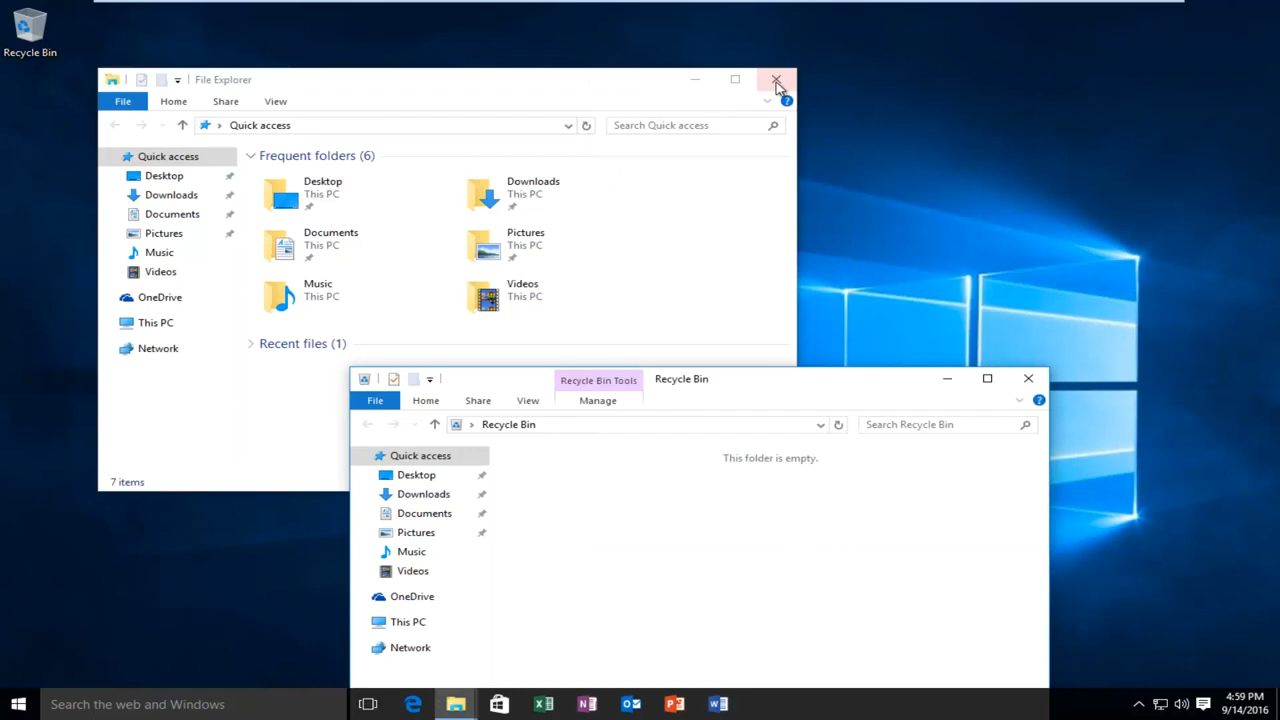 Recycle Bin
File Explorer
File Home Share View
Quick access
Search Quick access
Quick access
Desktop
Downloads
Documents
Pictures
Music
Videos
OneDrive
This PC
Network
Frequent folders (6)
Desktop
This PC
Downloads
This PC
Documents
This PC
Pictures
This PC
Music
This PC
Videos
This PC
Recent files (1)
7 items
Recycle Bin Tools Recycle Bin
File Home Share View Manage
Recycle Bin
Search Recycle Bin
Quick access
Desktop
Downloads
Documents
Pictures
Music
Videos
OneDrive
This PC
Network
This folder is empty.
Search the web and Windows
4:59 PM
9/14/2016